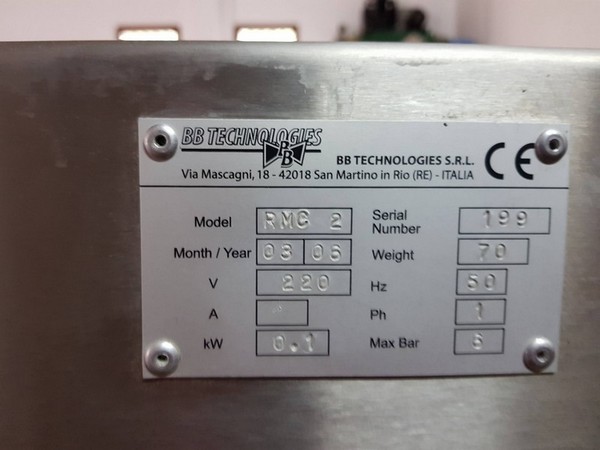 BB TECHNOLOGIES
BB
BB TECHNOLOGIES S.R.L.
CE
Via Mascagni, 18 - 42018 San Martino in Rio (RE) - ITALIA
Model RMC 2 Serial Number 199
Month / Year 03 06 Weight 70
V 220 Hz 50
A Ph 1
kW 0.1 Max Bar 6